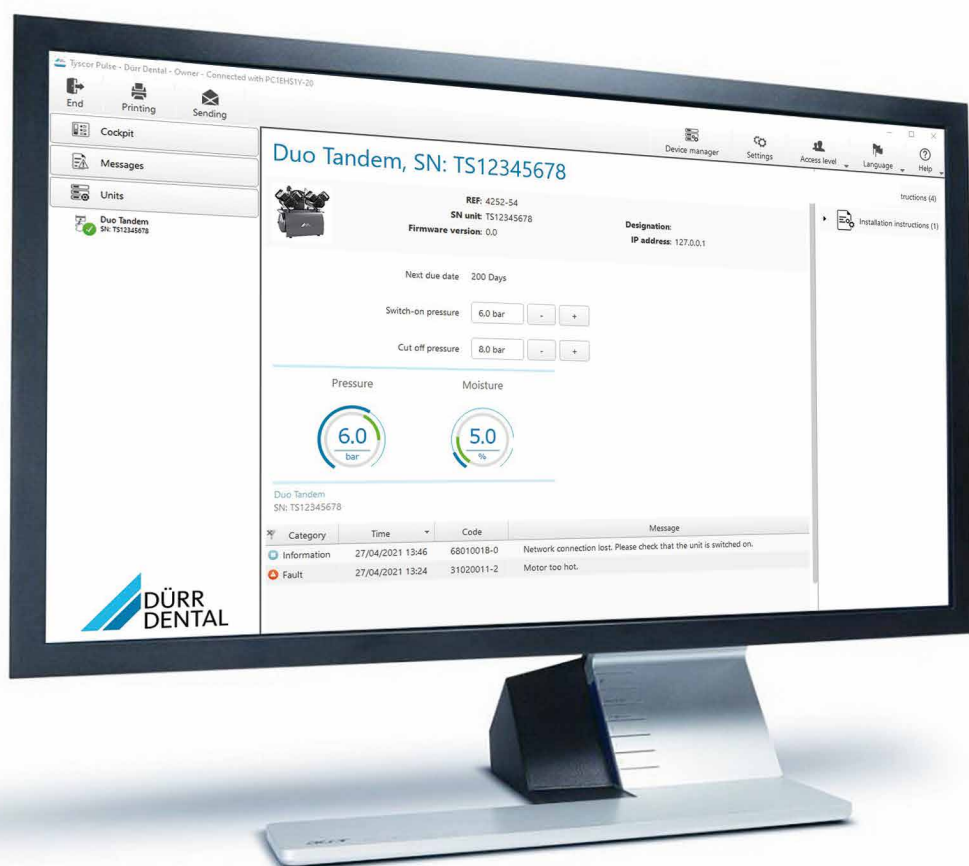 Tyscor Pulse - Dürr Dental - Owner - Connected with PC1EHS1Y-20
End
Printing
Sending
Device manager
Settings
Access level
Language
Help
Cockpit
Messages
Units
Duo Tandem
SN: TS12345678
Duo Tandem, SN: TS12345678
REF: 4252-54
SN unit: TS12345678
Firmware version: 0.0
Designation:
IP address: 127.0.0.1
Next due date 200 Days
Switch-on pressure 6.0 bar - +
Cut off pressure 8.0 bar - +
Pressure Moisture
6.0 5.0
bar %
Duo Tandem
SN: TS12345678
Category Time Code Message
Information 27/04/2021 13:46 68010018-0 Network connection lost. Please check that the unit is switched on.
Fault 27/04/2021 13:24 31020011-2 Motor too hot.
tructions (4)
Installation instructions (1)
DÜRR
DENTAL
acer